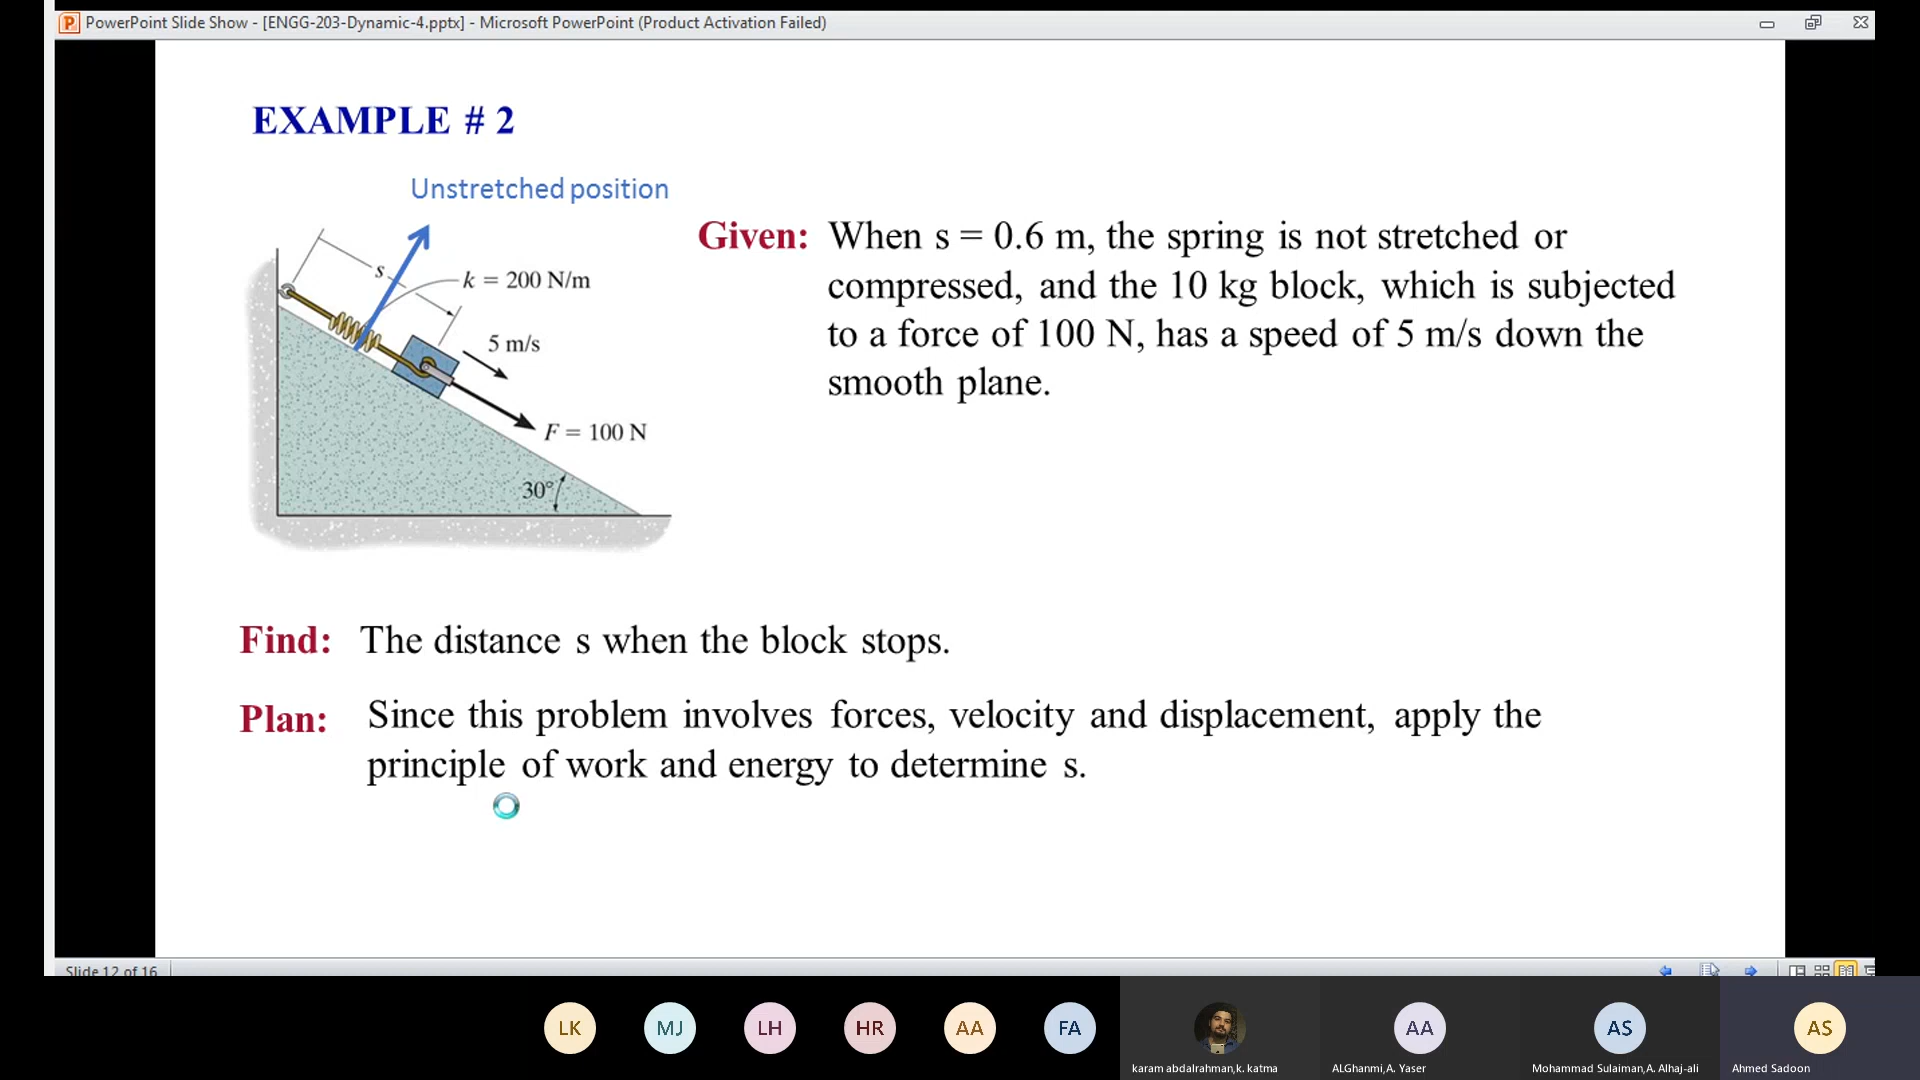 PowerPoint Slide Show - [ENGG-203-Dynamic-4.pptx] - Microsoft PowerPoint (Product Activation Failed)
EXAMPLE # 2
Unstretched position
s
k = 200 N/m
5 m/s
F = 100 N
30°
Given: When s = 0.6 m, the spring is not stretched or
compressed, and the 10 kg block, which is subjected
to a force of 100 N, has a speed of 5 m/s down the
smooth plane.
Find: The distance s when the block stops.
Plan: Since this problem involves forces, velocity and displacement, apply the
principle of work and energy to determine s.
Slide 12 of 16
LK
MJ
LH
HR
AA
FA
AA
AS
AS
karam abdalrahman,k. katma
ALGhanmi,A. Yaser
Mohammad Sulaiman,A. Alhaj-ali
Ahmed Sadoon